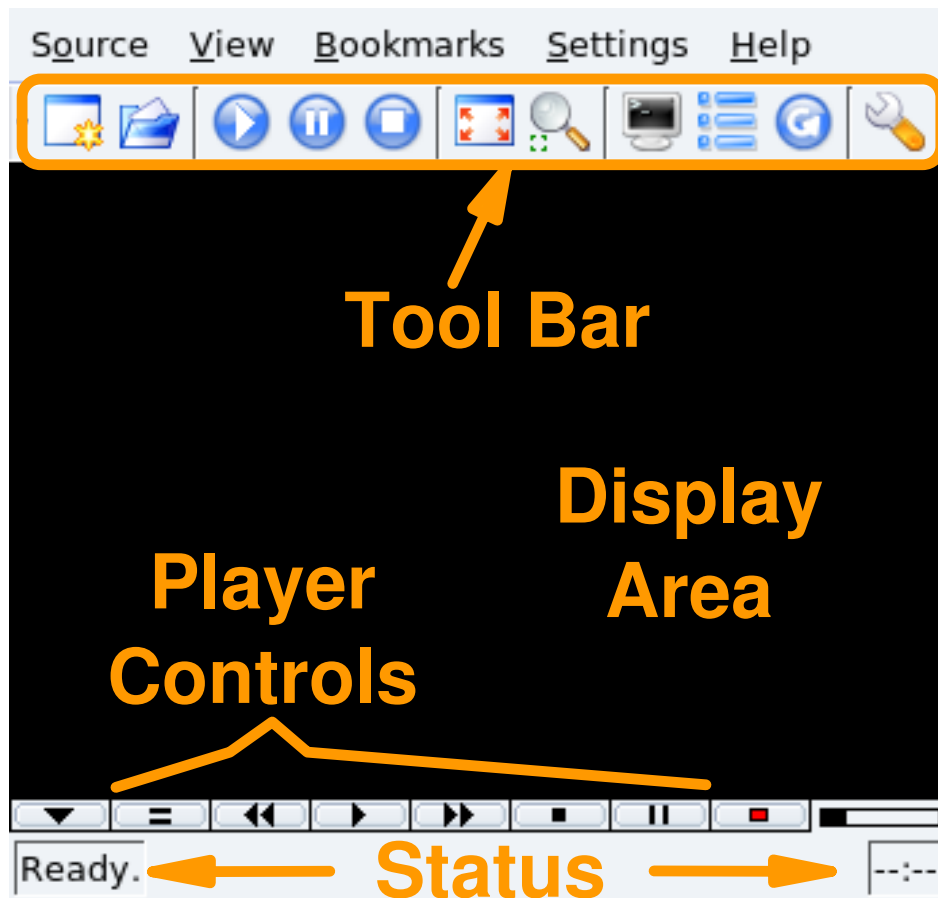 Source View Bookmarks Settings Help
Tool Bar
Display
Area
Player
Controls
Ready. Status --:--